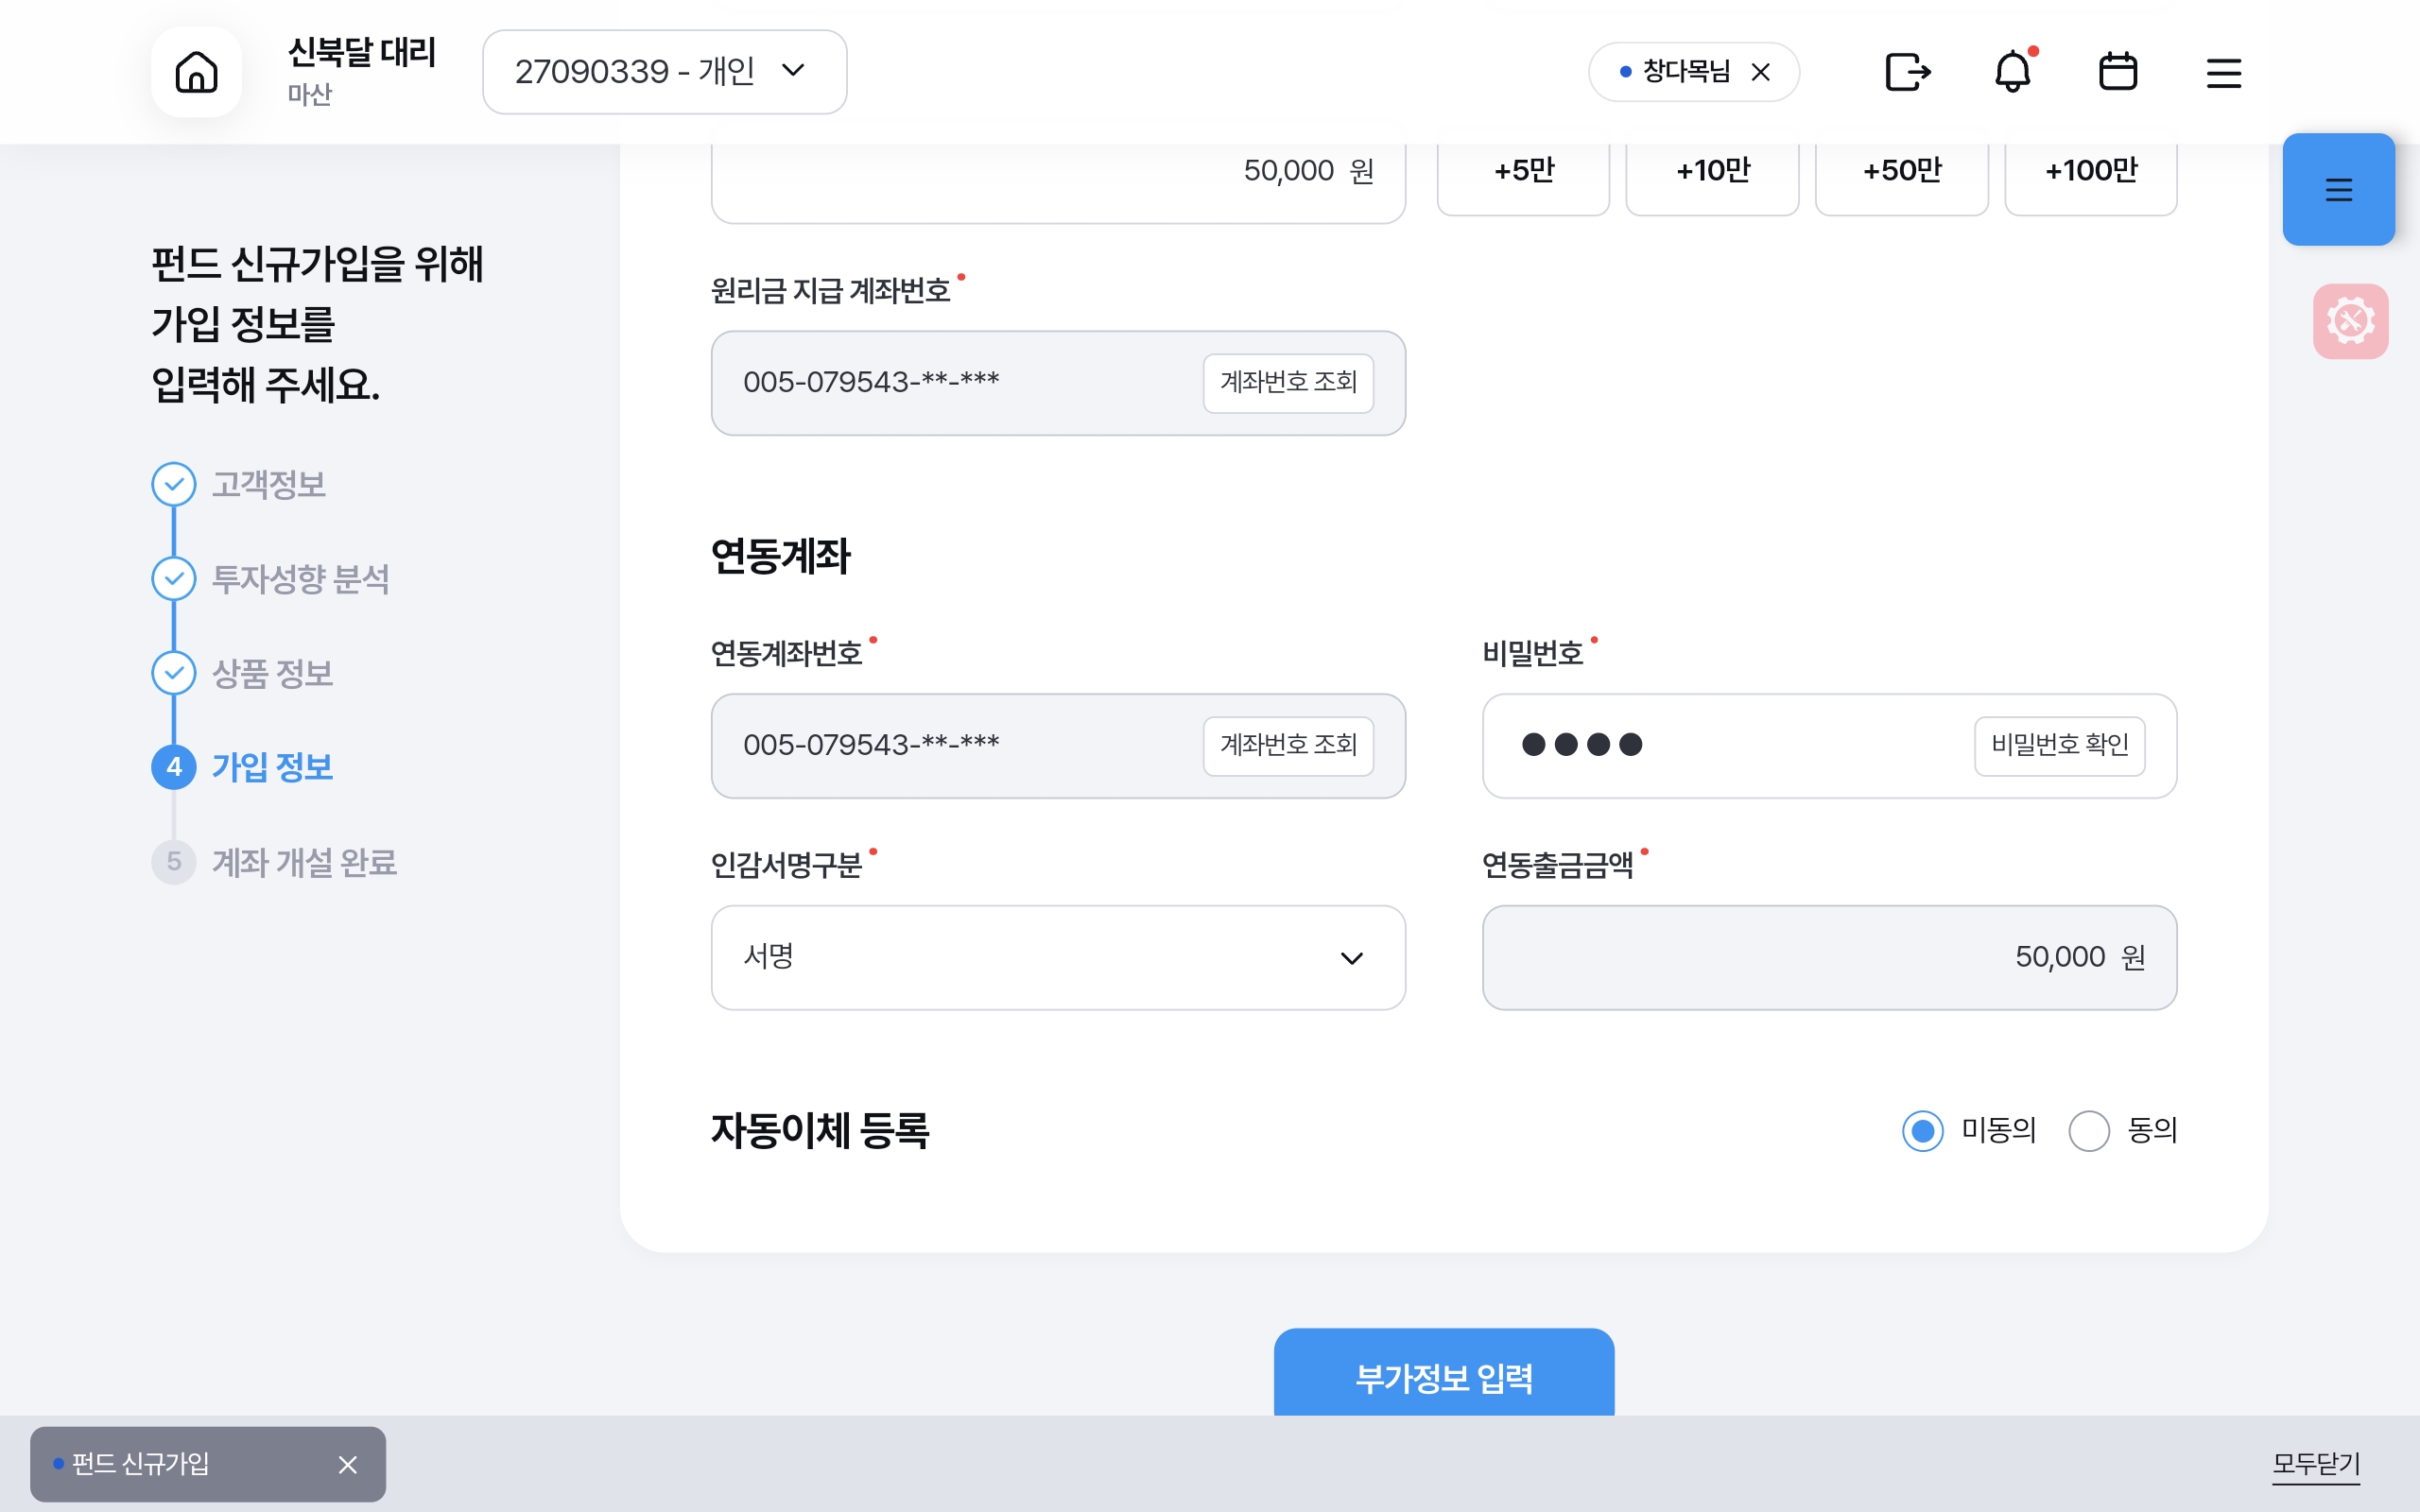 신북달 대리
마산
27090339 - 개인
창다목님
50,000 원
+5만
+10만
+50만
+100만
펀드 신규가입을 위해
가입 정보를
입력해 주세요.
고객정보
투자성향 분석
상품 정보
4 가입 정보
5 계좌 개설 완료
원리금 지급 계좌번호
005-079543-**-***
계좌번호 조회
연동계좌
연동계좌번호
005-079543-**-***
계좌번호 조회
비밀번호
비밀번호 확인
인감서명구분
서명
연동출금금액
50,000 원
자동이체 등록
미동의
동의
부가정보 입력
펀드 신규가입
모두닫기